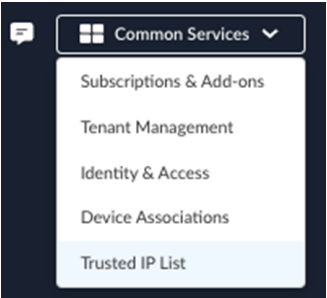 Common Services
Subscriptions & Add-ons
Tenant Management
Identity & Access
Device Associations
Trusted IP List